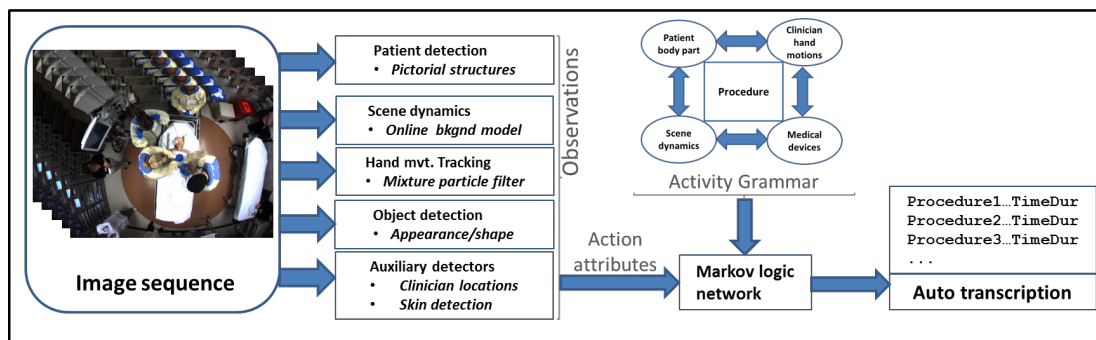 Image sequence
Patient detection
• Pictorial structures
Scene dynamics
• Online bkgnd model
Hand mvt. Tracking
• Mixture particle filter
Object detection
• Appearance/shape
Auxiliary detectors
• Clinician locations
• Skin detection
Observations
Action
attributes
Patient
body part
Clinician
hand
motions
Procedure
Scene
dynamics
Medical
devices
Activity Grammar
Markov logic
network
Procedure1…TimeDur
Procedure2…TimeDur
Procedure3…TimeDur
...
Auto transcription